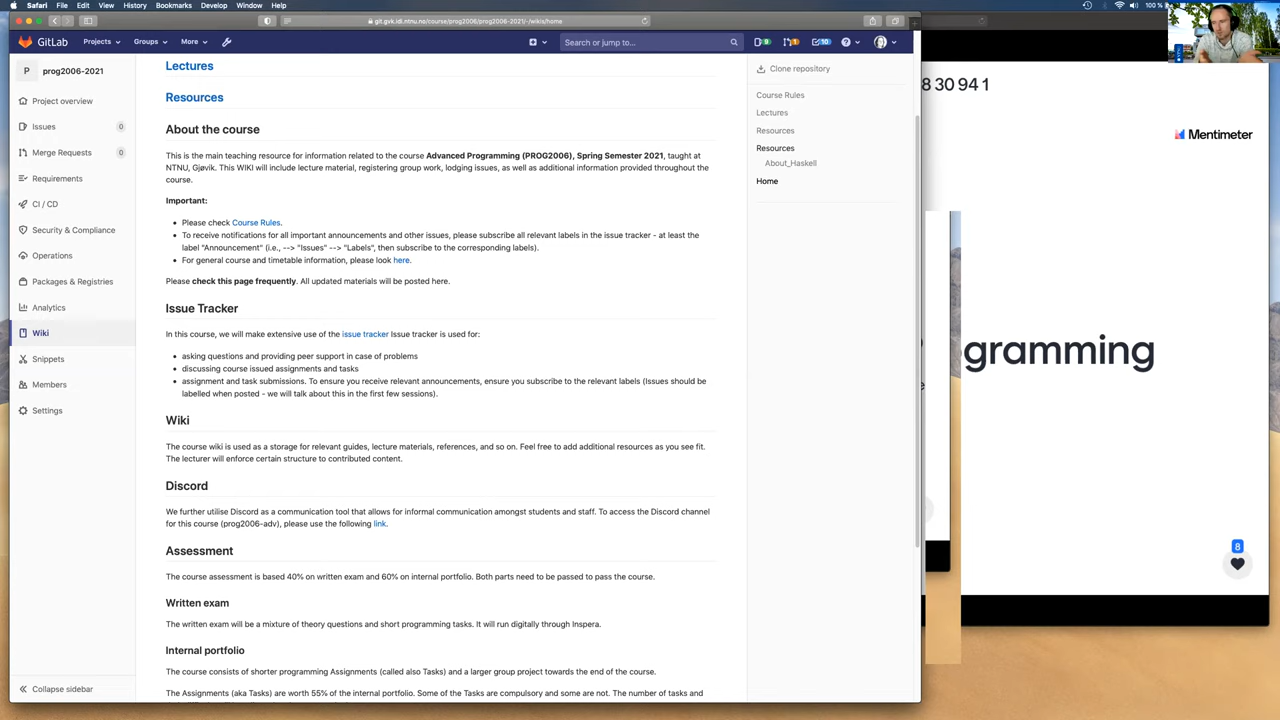 Safari File Edit View History Bookmarks Develop Window Help 100 %
git.gvk.idi.ntnu.no/course/prog2006/prog2006-2021/-/wikis/home
GitLab Projects Groups More Search or jump to... 8 1 10
P prog2006-2021
Project overview
Issues 0
Merge Requests 0
Requirements
CI / CD
Security & Compliance
Operations
Packages & Registries
Analytics
Wiki
Snippets
Members
Settings
Collapse sidebar
Lectures
Resources
About the course
This is the main teaching resource for information related to the course Advanced Programming (PROG2006), Spring Semester 2021, taught at
NTNU, Gjøvik. This WIKI will include lecture material, registering group work, lodging issues, as well as additional information provided throughout the
course.
Important:
• Please check Course Rules.
• To receive notifications for all important announcements and other issues, please subscribe all relevant labels in the issue tracker - at least the
label "Announcement" (i.e., --> "Issues" --> "Labels", then subscribe to the corresponding labels).
• For general course and timetable information, please look here.
Please check this page frequently. All updated materials will be posted here.
Issue Tracker
In this course, we will make extensive use of the issue tracker Issue tracker is used for:
• asking questions and providing peer support in case of problems
• discussing course issued assignments and tasks
• assignment and task submissions. To ensure you receive relevant announcements, ensure you subscribe to the relevant labels (Issues should be
labelled when posted - we will talk about this in the first few sessions).
Wiki
The course wiki is used as a storage for relevant guides, lecture materials, references, and so on. Feel free to add additional resources as you see fit.
The lecturer will enforce certain structure to contributed content.
Discord
We further utilise Discord as a communication tool that allows for informal communication amongst students and staff. To access the Discord channel
for this course (prog2006-adv), please use the following link.
Assessment
The course assessment is based 40% on written exam and 60% on internal portfolio. Both parts need to be passed to pass the course.
Written exam
The written exam will be a mixture of theory questions and short programming tasks. It will run digitally through Inspera.
Internal portfolio
The course consists of shorter programming Assignments (called also Tasks) and a larger group project towards the end of the course.
The Assignments (aka Tasks) are worth 55% of the internal portfolio. Some of the Tasks are compulsory and some are not. The number of tasks and
Clone repository
Course Rules
Lectures
Resources
Resources
About_Haskell
Home
8 30 94 1
Mentimeter
gramming
8